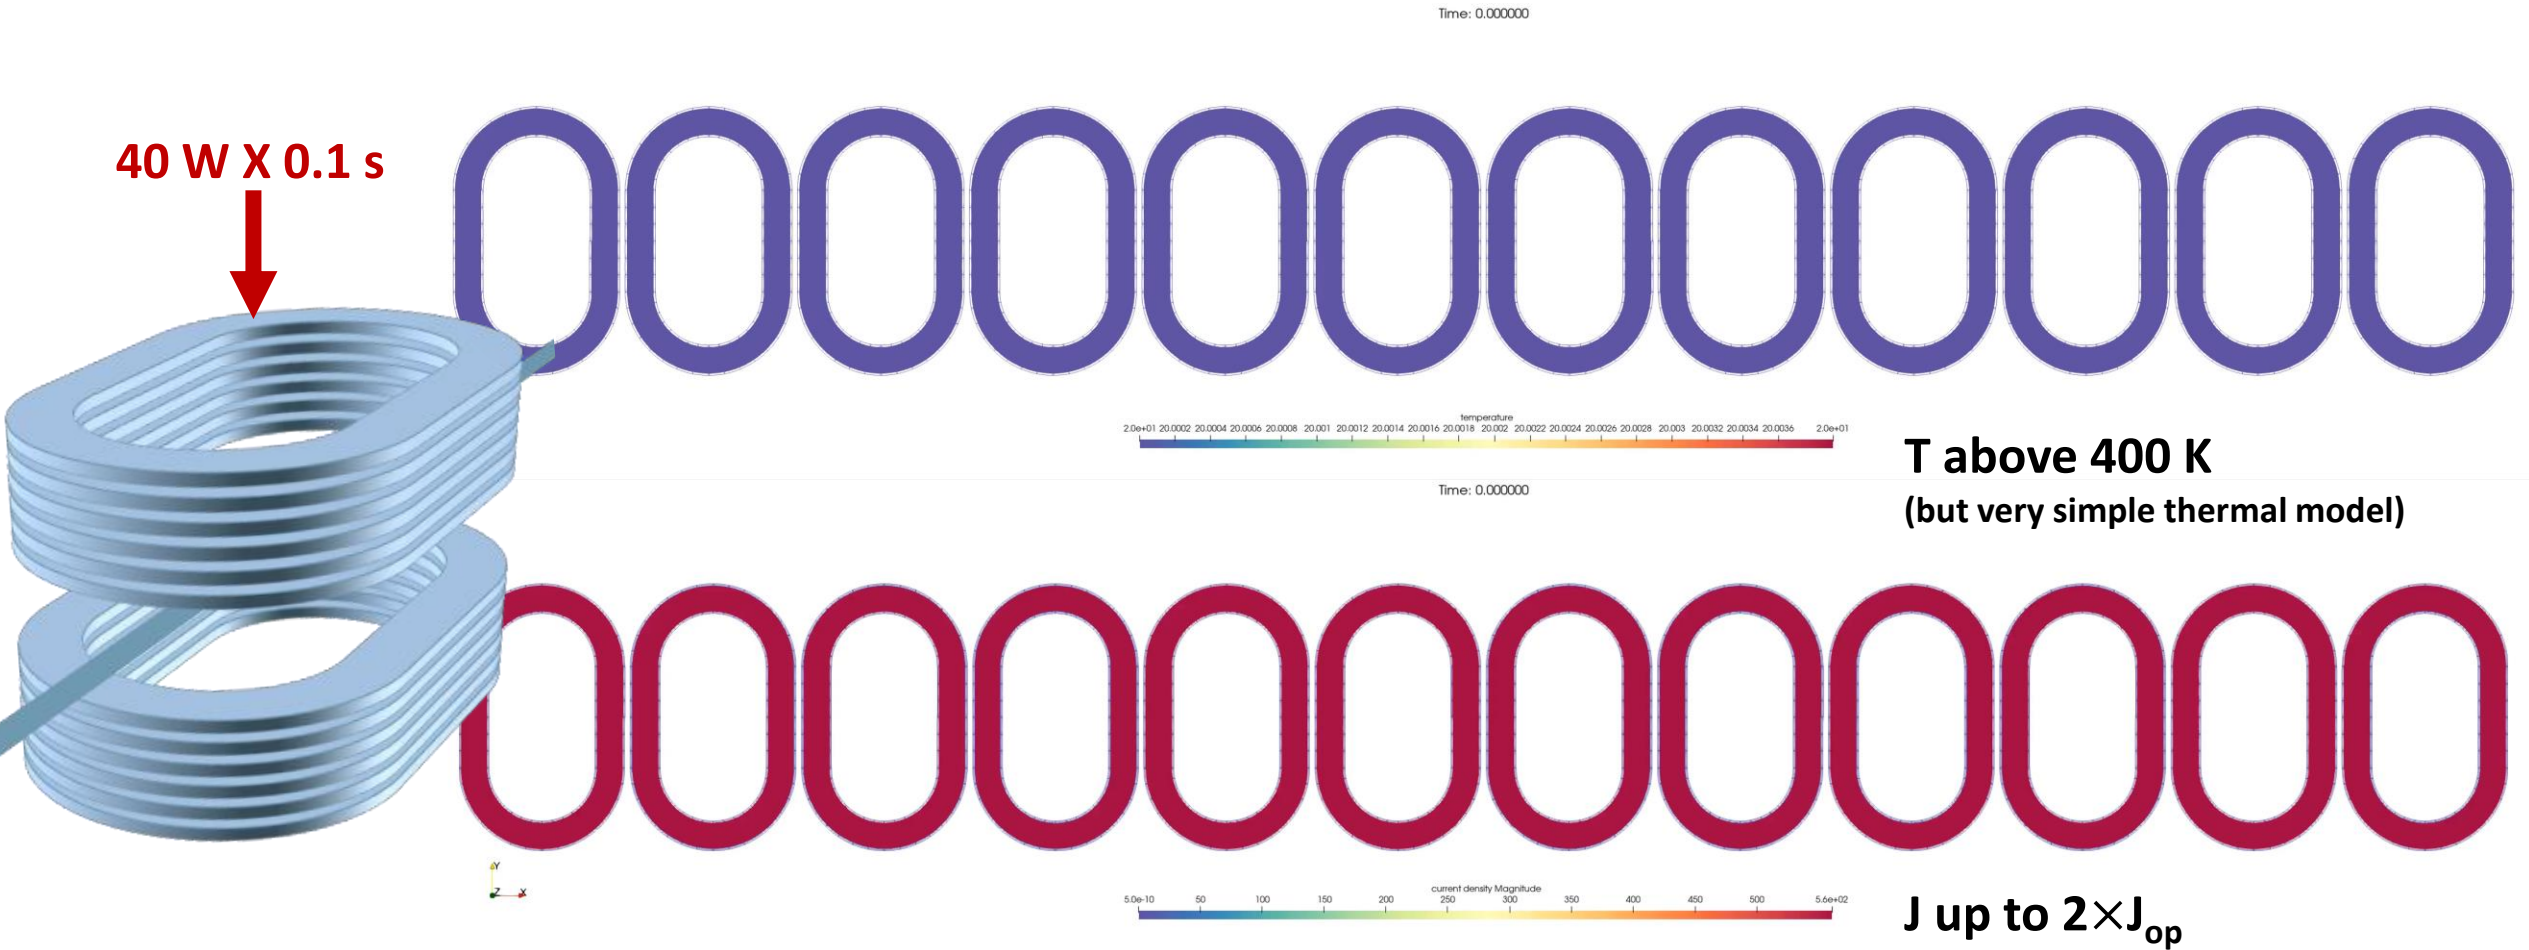 Time: 0.000000
40 W X 0.1 s
temperature
2.0e+01 20.0002 20.0004 20.0006 20.0008 20.001 20.0012 20.0014 20.0016 20.0018 20.002 20.0022 20.0024 20.0026 20.0028 20.003 20.0032 20.0034 20.0036 2.0e+01
T above 400 K
(but very simple thermal model)
Time: 0.000000
Y
Z X
current density Magnitude
5.0e-10 50 100 150 200 250 300 350 400 450 500 5.6e+02
J up to 2×Jop